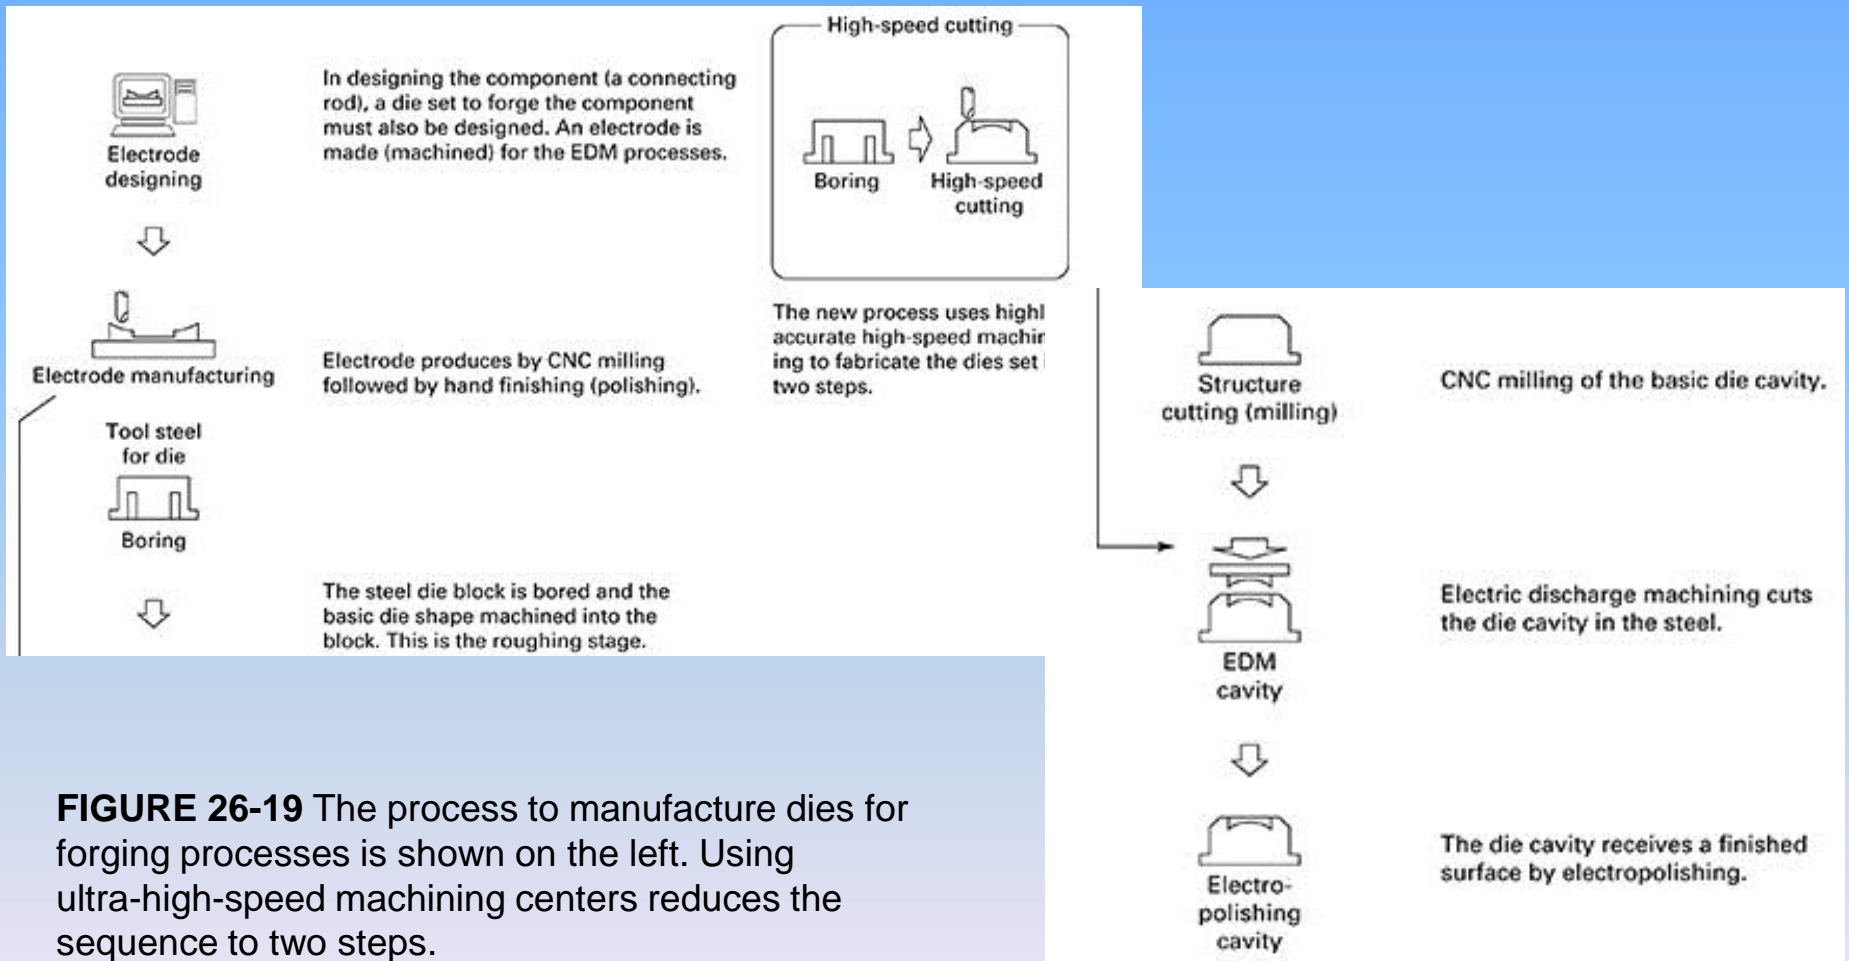 Electrode
designing
In designing the component (a connecting
rod), a die set to forge the component
must also be designed. An electrode is
made (machined) for the EDM processes.
Electrode manufacturing
Electrode produces by CNC milling
followed by hand finishing (polishing).
Tool steel
for die
Boring
The steel die block is bored and the
basic die shape machined into the
block. This is the roughing stage.
High-speed cutting
Boring
High-speed
cutting
The new process uses highl
accurate high-speed machin
ing to fabricate the dies set
two steps.
Structure
cutting (milling)
CNC milling of the basic die cavity.
EDM
cavity
Electric discharge machining cuts
the die cavity in the steel.
Electro-
polishing
cavity
The die cavity receives a finished
surface by electropolishing.
FIGURE 26-19 The process to manufacture dies for
forging processes is shown on the left. Using
ultra-high-speed machining centers reduces the
sequence to two steps.